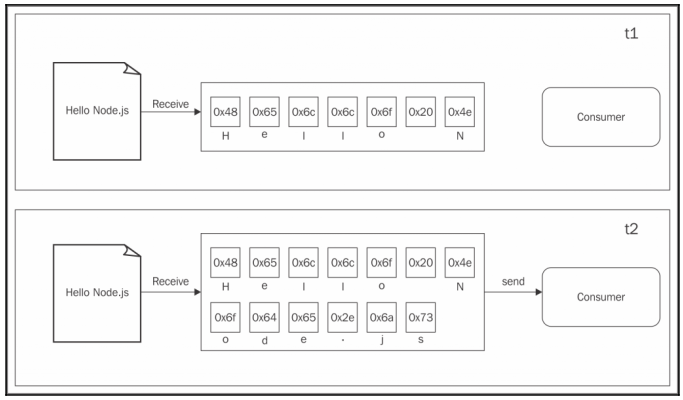 t1
Hello Node.js
Receive
0x48 0x65 0x6c 0x6c 0x6f 0x20 0x4e
H e l l o N
Consumer
t2
Hello Node.js
Receive
0x48 0x65 0x6c 0x6c 0x6f 0x20 0x4e
H e l l o N
0x6f 0x64 0x65 0x2e 0x6a 0x73
o d e . j s
send
Consumer